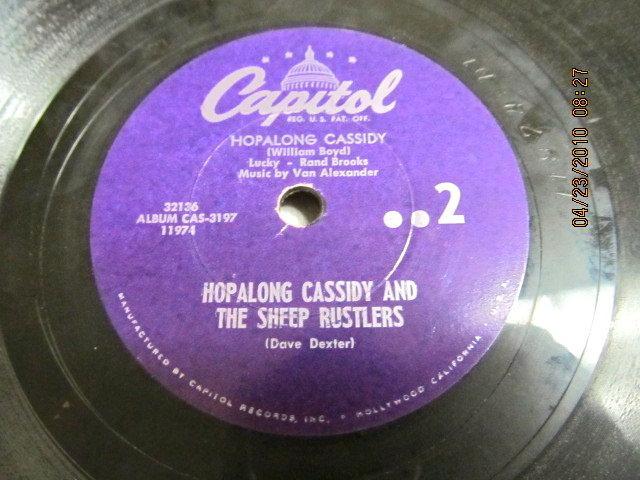 Capitol
REG. U.S. PAT. OFF.
HOPALONG CASSIDY
(William Boyd)
Lucky - Rand Brooks
Music by Van Alexander
32136
ALBUM CAS-3197
11974
..2
HOPALONG CASSIDY AND
THE SHEEP RUSTLERS
(Dave Dexter)
MANUFACTURED BY CAPITOL RECORDS, INC. • HOLLYWOOD CALIFORNIA
04/23/2010 08:27